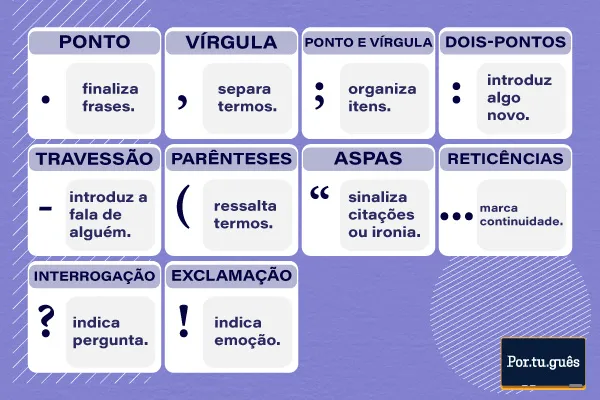 PONTO
.
finaliza
frases.
VÍRGULA
,
separa
termos.
PONTO E VÍRGULA
;
organiza
itens.
DOIS-PONTOS
:
introduz
algo
novo.
TRAVESSÃO
-
introduz a
fala de
alguém.
PARÊNTESES
(
ressalta
termos.
ASPAS
“
sinaliza
citações
ou ironia.
RETICÊNCIAS
...
marca
continuidade.
INTERROGAÇÃO
?
indica
pergunta.
EXCLAMAÇÃO
!
indica
emoção.
Por.tu.guês